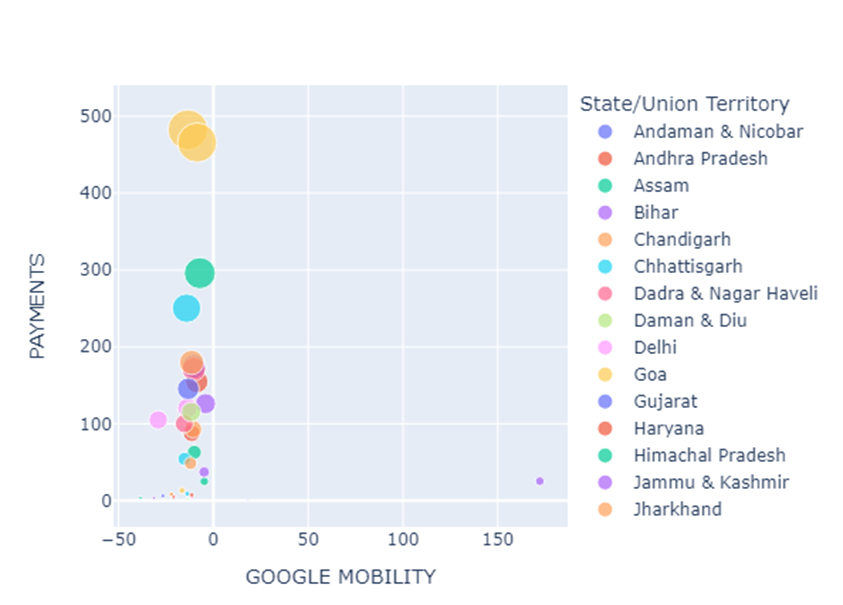 500
400
300
200
100
0
PAYMENTS
−50
0
50
100
150
GOOGLE MOBILITY
State/Union Territory
Andaman & Nicobar
Andhra Pradesh
Assam
Bihar
Chandigarh
Chhattisgarh
Dadra & Nagar Haveli
Daman & Diu
Delhi
Goa
Gujarat
Haryana
Himachal Pradesh
Jammu & Kashmir
Jharkhand